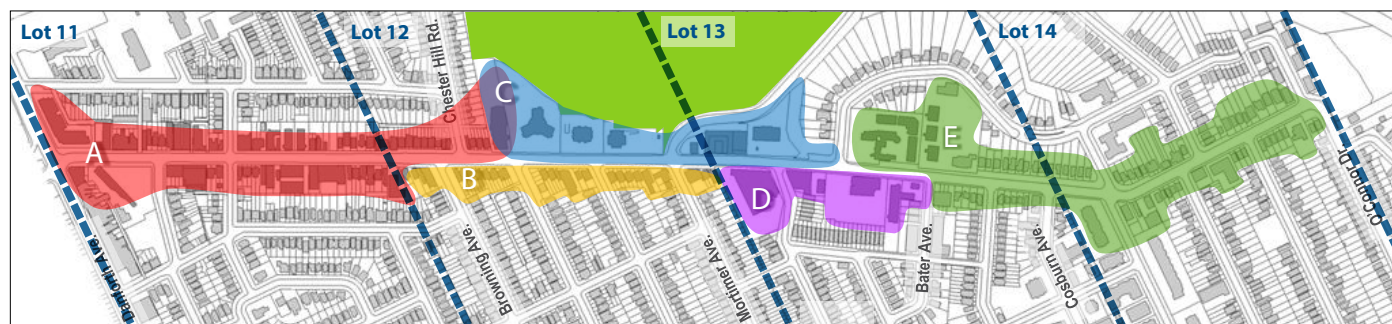 Lot 11
Lot 12
Lot 13
Lot 14
Chester Hill Rd.
A
B
C
D
E
Danforth Ave.
Browning Ave.
Mortimer Ave.
Bater Ave.
Cosburn Ave.
O'Connor Dr.